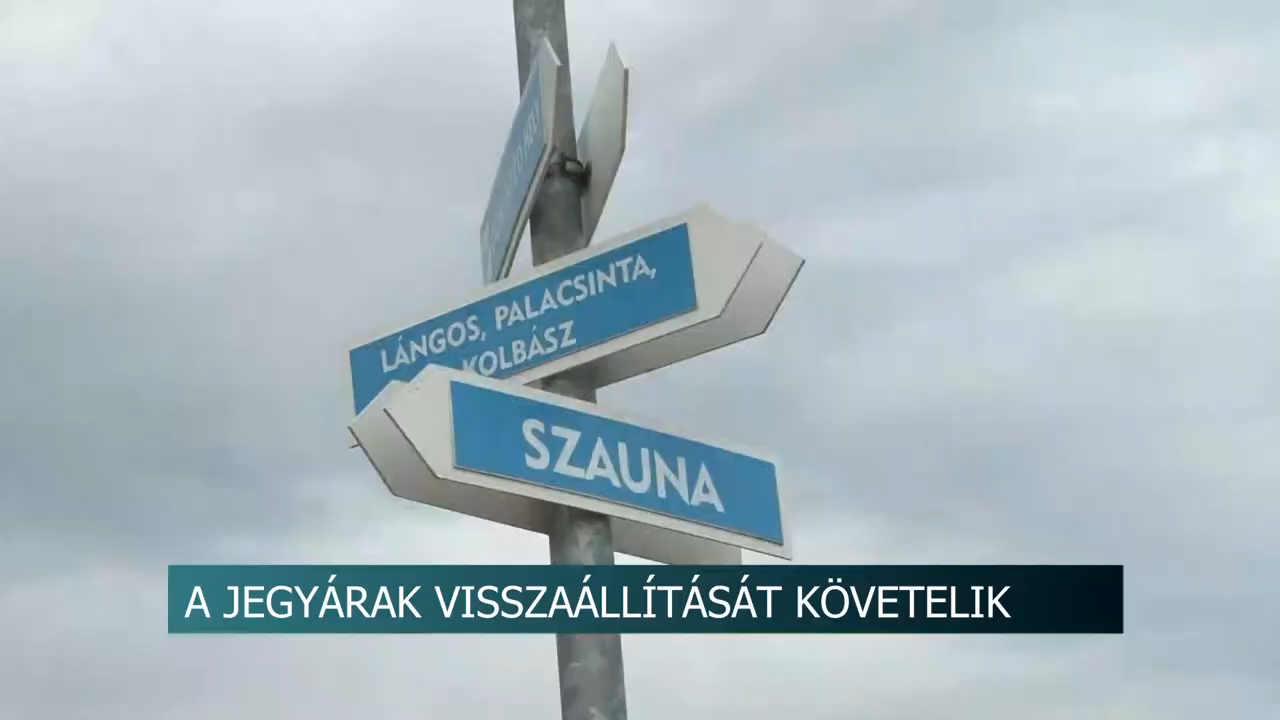 LÁNGOS, PALACSINTA,
KOLBÁSZ
SZAUNA
A JEGYÁRAK VISSZAÁLLÍTÁSÁT KÖVETELIK